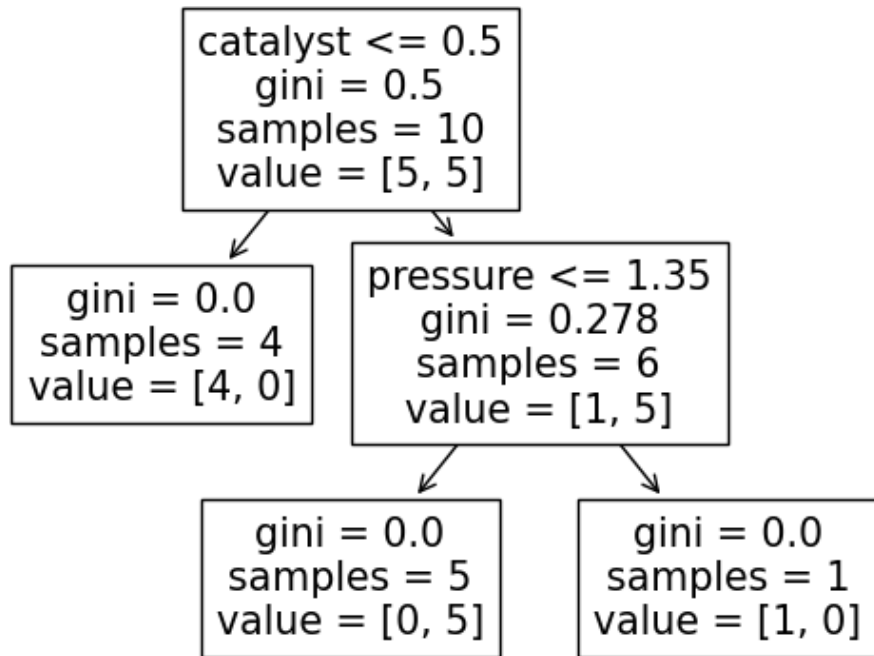 catalyst <= 0.5
gini = 0.5
samples = 10
value = [5, 5]
gini = 0.0
samples = 4
value = [4, 0]
pressure <= 1.35
gini = 0.278
samples = 6
value = [1, 5]
gini = 0.0
samples = 5
value = [0, 5]
gini = 0.0
samples = 1
value = [1, 0]